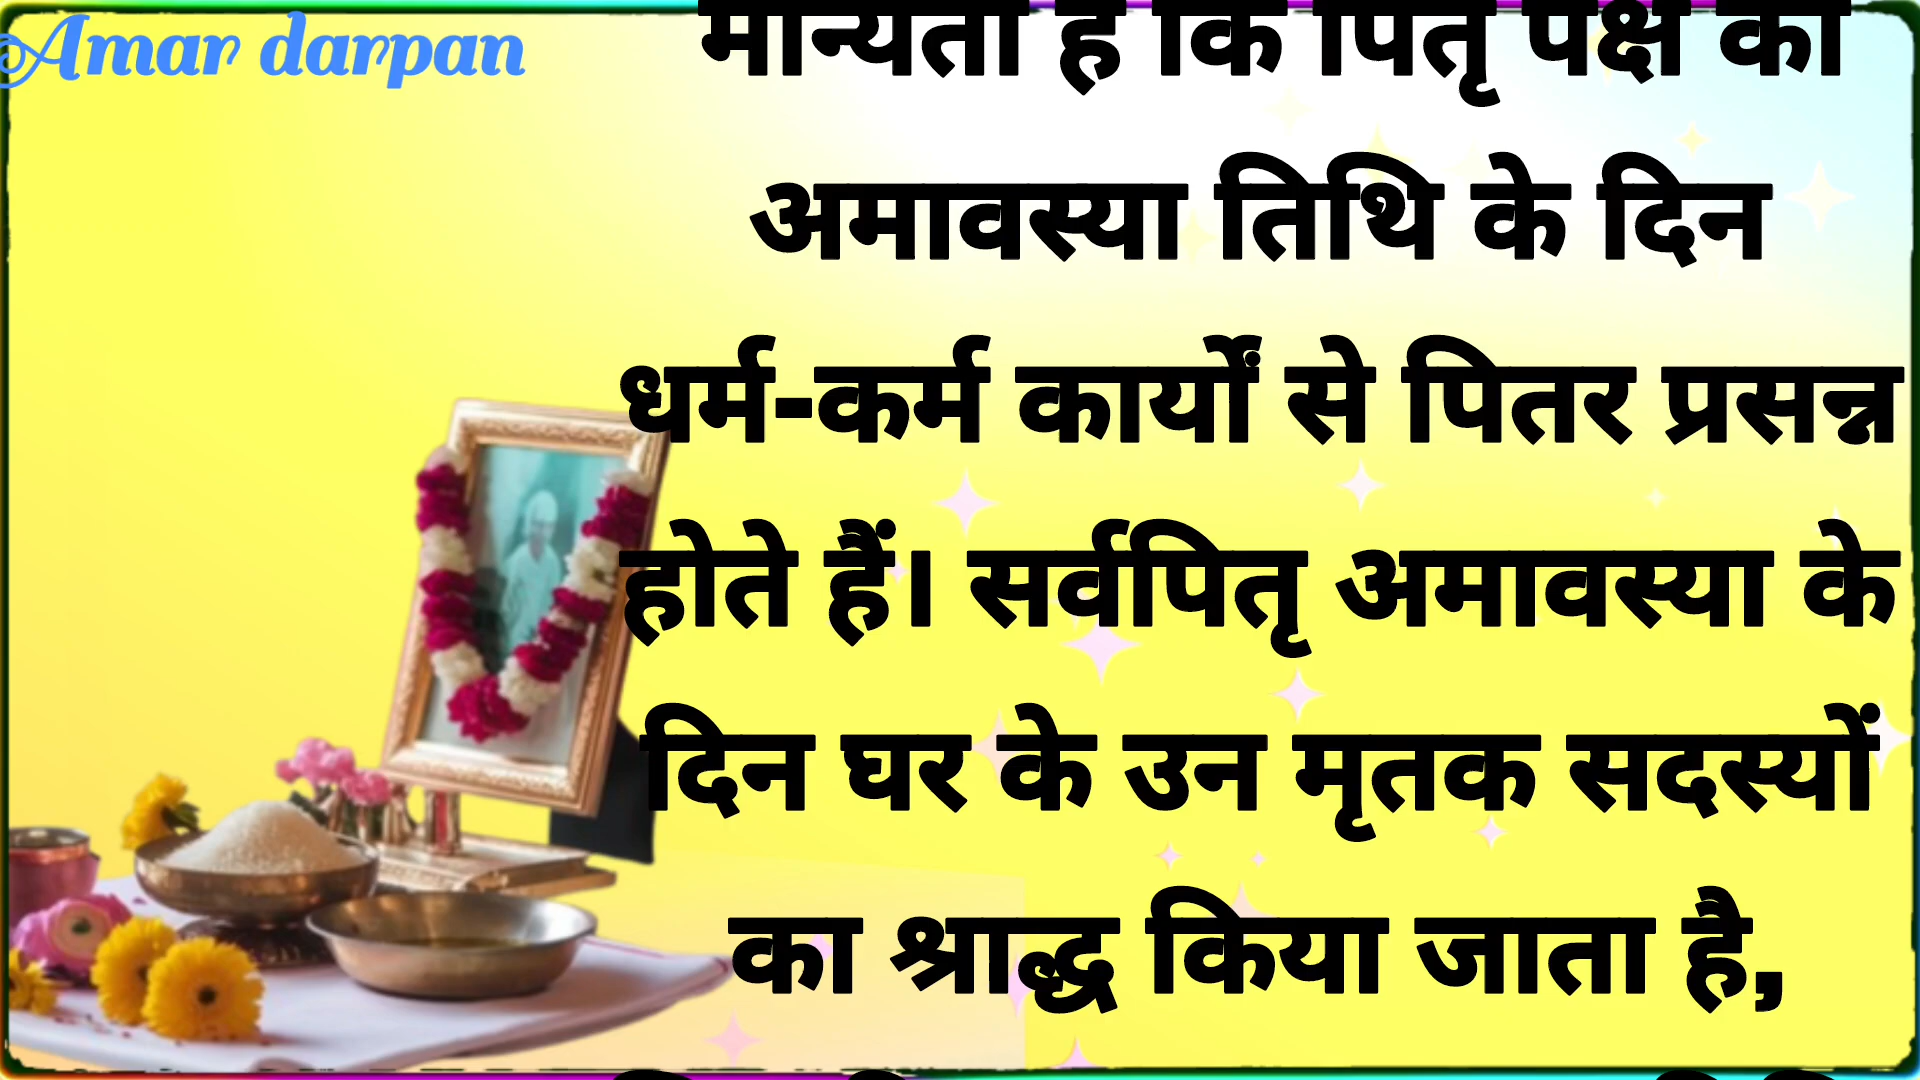 Amar darpan
मान्यता है कि पितृ पक्ष की
अमावस्या तिथि के दिन
धर्म-कर्म कार्यों से पितर प्रसन्न
होते हैं। सर्वपितृ अमावस्या के
दिन घर के उन मृतक सदस्यों
का श्राद्ध किया जाता है,